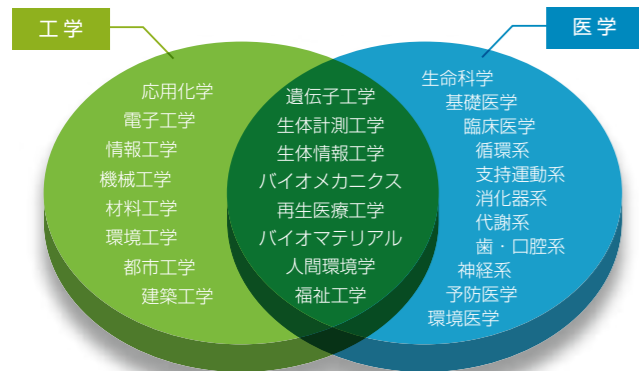 工学
医学
応用化学
電子工学
情報工学
機械工学
材料工学
環境工学
都市工学
建築工学
遺伝子工学
生体計測工学
生体情報工学
バイオメカニクス
再生医療工学
バイオマテリアル
人間環境学
福祉工学
生命科学
基礎医学
臨床医学
循環系
支持運動系
消化器系
代謝系
歯・口腔系
神経系
予防医学
環境医学